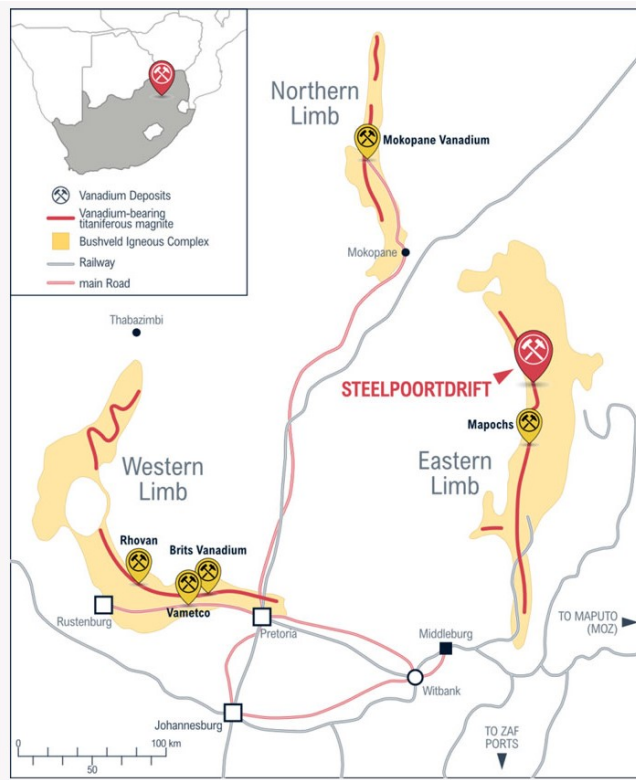 Vanadium Deposits
Vanadium-bearing
titaniferous magnite
Bushveld Igneous Complex
Railway
main Road
Northern
Limb
Mokopane Vanadium
Mokopane
Thabazimbi
STEELPOORTDRIFT
Mapochs
Western
Limb
Eastern
Limb
Rhovan
Brits Vanadium
Vametco
Rustenburg
Pretoria
Middleburg
TO MAPUTO
(MOZ)
Witbank
Johannesburg
TO ZAF
PORTS
0
100 km
50